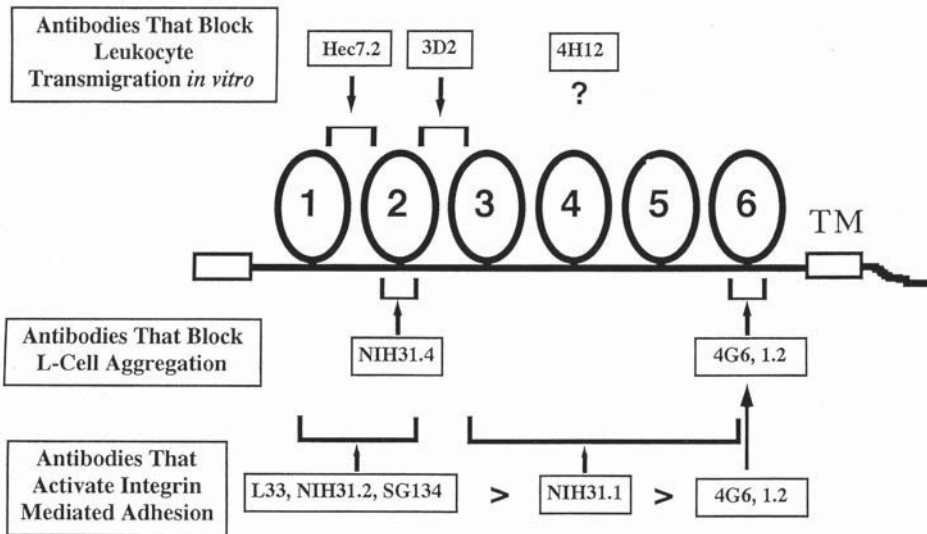 Antibodies That Block
Leukocyte
Transmigration in vitro
Hec7.2
3D2
4H12
?
1
2
3
4
5
6
TM
Antibodies That Block
L-Cell Aggregation
NIH31.4
4G6, 1.2
Antibodies That
Activate Integrin
Mediated Adhesion
L33, NIH31.2, SG134
>
NIH31.1
>
4G6, 1.2